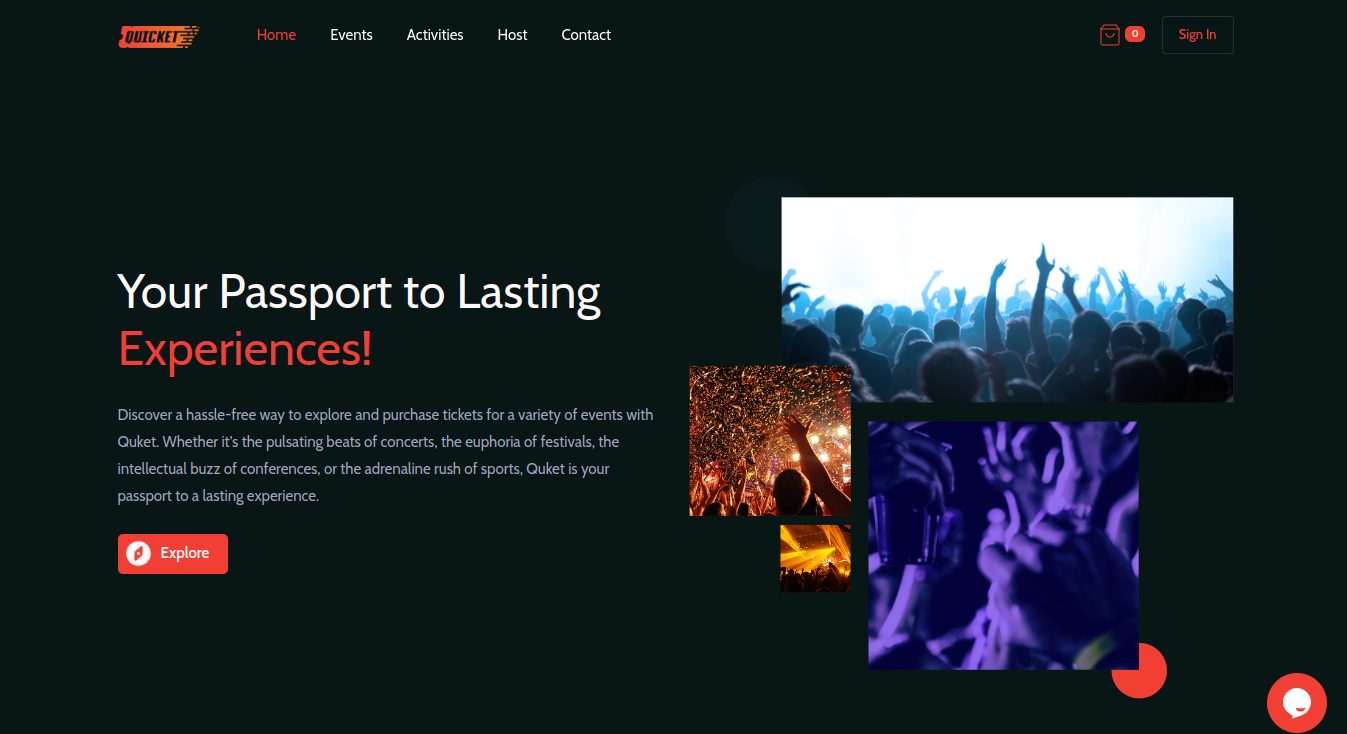 QUICKET
Home Events Activities Host Contact
0
Sign In
Your Passport to Lasting
Experiences!
Discover a hassle-free way to explore and purchase tickets for a variety of events with
Quket. Whether it's the pulsating beats of concerts, the euphoria of festivals, the
intellectual buzz of conferences, or the adrenaline rush of sports, Quket is your
passport to a lasting experience.
Explore